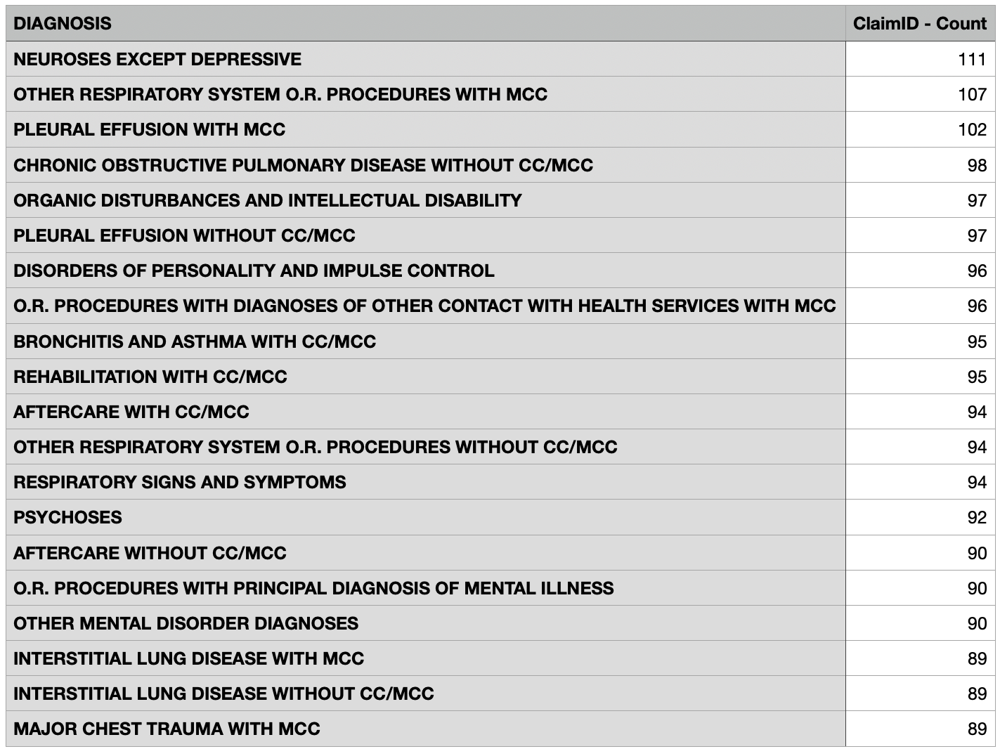 DIAGNOSIS ClaimID - Count
NEUROSES EXCEPT DEPRESSIVE 111
OTHER RESPIRATORY SYSTEM O.R. PROCEDURES WITH MCC 107
PLEURAL EFFUSION WITH MCC 102
CHRONIC OBSTRUCTIVE PULMONARY DISEASE WITHOUT CC/MCC 98
ORGANIC DISTURBANCES AND INTELLECTUAL DISABILITY 97
PLEURAL EFFUSION WITHOUT CC/MCC 97
DISORDERS OF PERSONALITY AND IMPULSE CONTROL 96
O.R. PROCEDURES WITH DIAGNOSES OF OTHER CONTACT WITH HEALTH SERVICES WITH MCC 96
BRONCHITIS AND ASTHMA WITH CC/MCC 95
REHABILITATION WITH CC/MCC 95
AFTERCARE WITH CC/MCC 94
OTHER RESPIRATORY SYSTEM O.R. PROCEDURES WITHOUT CC/MCC 94
RESPIRATORY SIGNS AND SYMPTOMS 94
PSYCHOSES 92
AFTERCARE WITHOUT CC/MCC 90
O.R. PROCEDURES WITH PRINCIPAL DIAGNOSIS OF MENTAL ILLNESS 90
OTHER MENTAL DISORDER DIAGNOSES 90
INTERSTITIAL LUNG DISEASE WITH MCC 89
INTERSTITIAL LUNG DISEASE WITHOUT CC/MCC 89
MAJOR CHEST TRAUMA WITH MCC 89